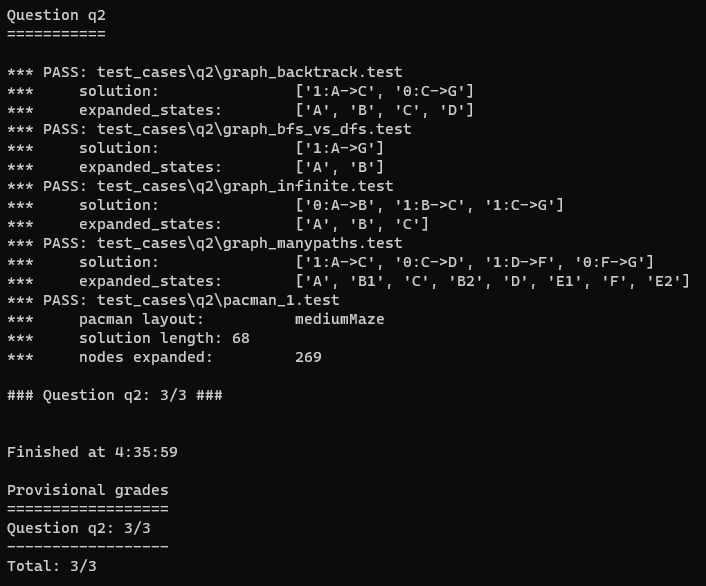 Question q2
===========
*** PASS: test_cases\q2\graph_backtrack.test
***     solution:               ['1:A->C', '0:C->G']
***     expanded_states:        ['A', 'B', 'C', 'D']
*** PASS: test_cases\q2\graph_bfs_vs_dfs.test
***     solution:               ['1:A->G']
***     expanded_states:        ['A', 'B']
*** PASS: test_cases\q2\graph_infinite.test
***     solution:               ['0:A->B', '1:B->C', '1:C->G']
***     expanded_states:        ['A', 'B', 'C']
*** PASS: test_cases\q2\graph_manypaths.test
***     solution:               ['1:A->C', '0:C->D', '1:D->F', '0:F->G']
***     expanded_states:        ['A', 'B1', 'C', 'B2', 'D', 'E1', 'F', 'E2']
*** PASS: test_cases\q2\pacman_1.test
***     pacman layout:          mediumMaze
***     solution length: 68
***     nodes expanded:         269
### Question q2: 3/3 ###
Finished at 4:35:59
Provisional grades
==================
Question q2: 3/3
------------------
Total: 3/3